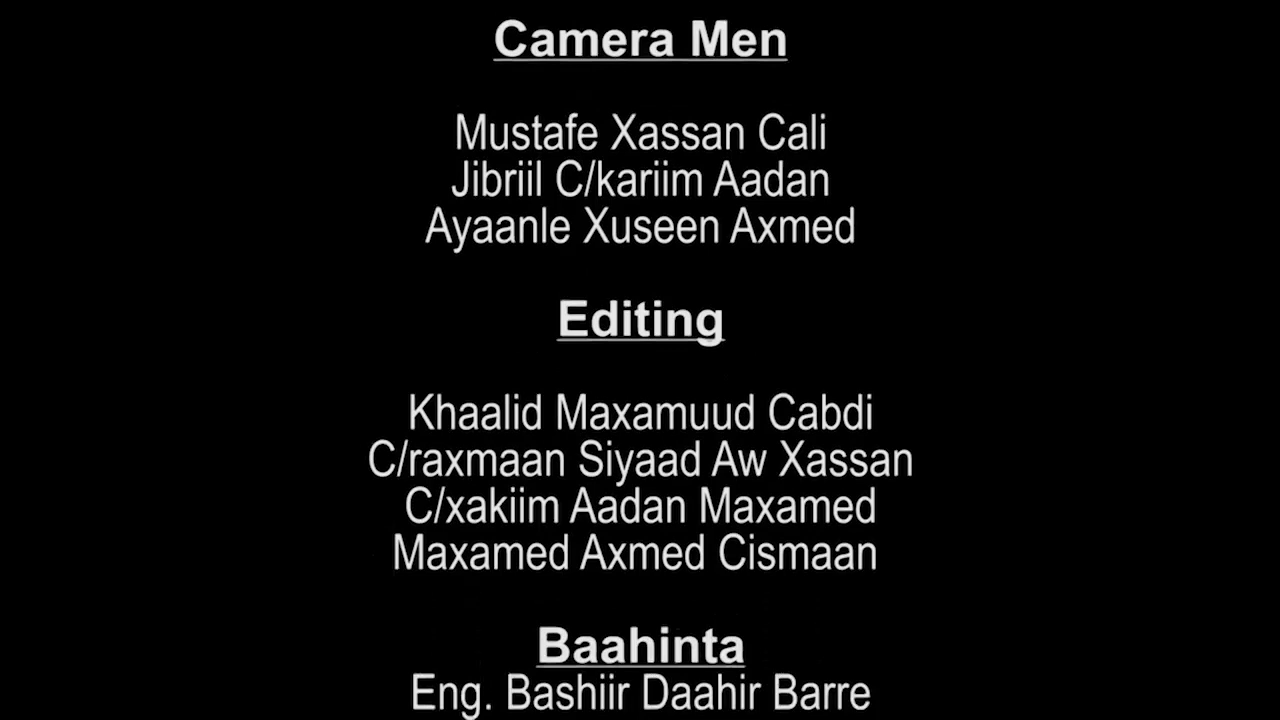 Camera Men
Mustafe Xassan Cali
Jibriil C/kariim Aadan
Ayaanle Xuseen Axmed
Editing
Khaalid Maxamuud Cabdi
C/raxmaan Siyaad Aw Xassan
C/xakiim Aadan Maxamed
Maxamed Axmed Cismaan
Baahinta
Eng. Bashiir Daahir Barre